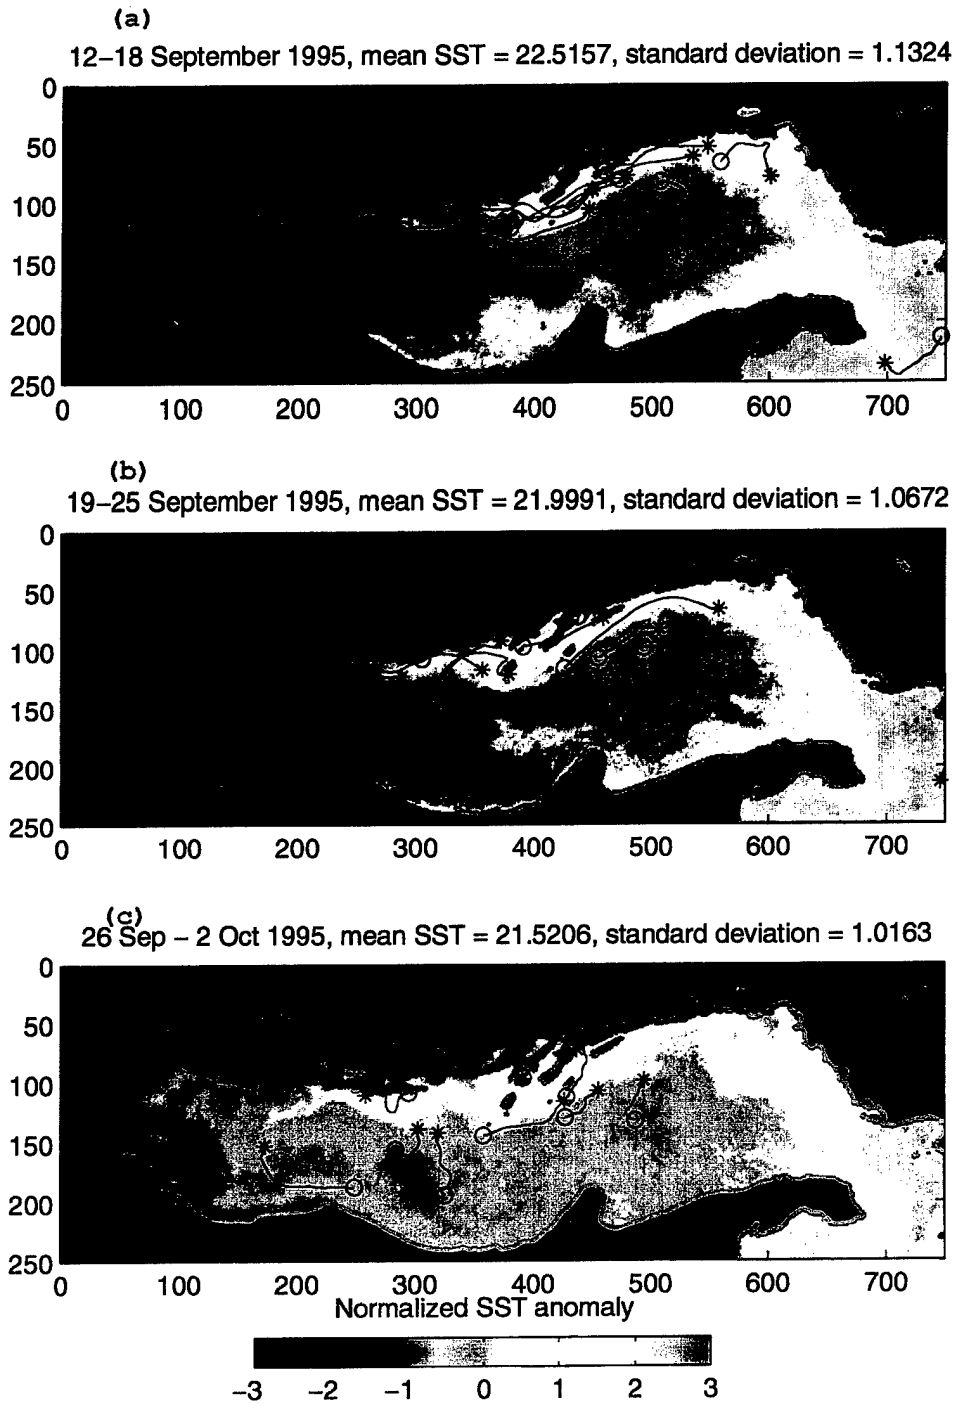 (a)
12–18 September 1995, mean SST = 22.5157, standard deviation = 1.1324
0
50
100
150
200
250
0 100 200 300 400 500 600 700
(b)
19–25 September 1995, mean SST = 21.9991, standard deviation = 1.0672
0
50
100
150
200
250
0 100 200 300 400 500 600 700
(c)
26 Sep – 2 Oct 1995, mean SST = 21.5206, standard deviation = 1.0163
0
50
100
150
200
250
0 100 200 300 400 500 600 700
Normalized SST anomaly
−3 −2 −1 0 1 2 3